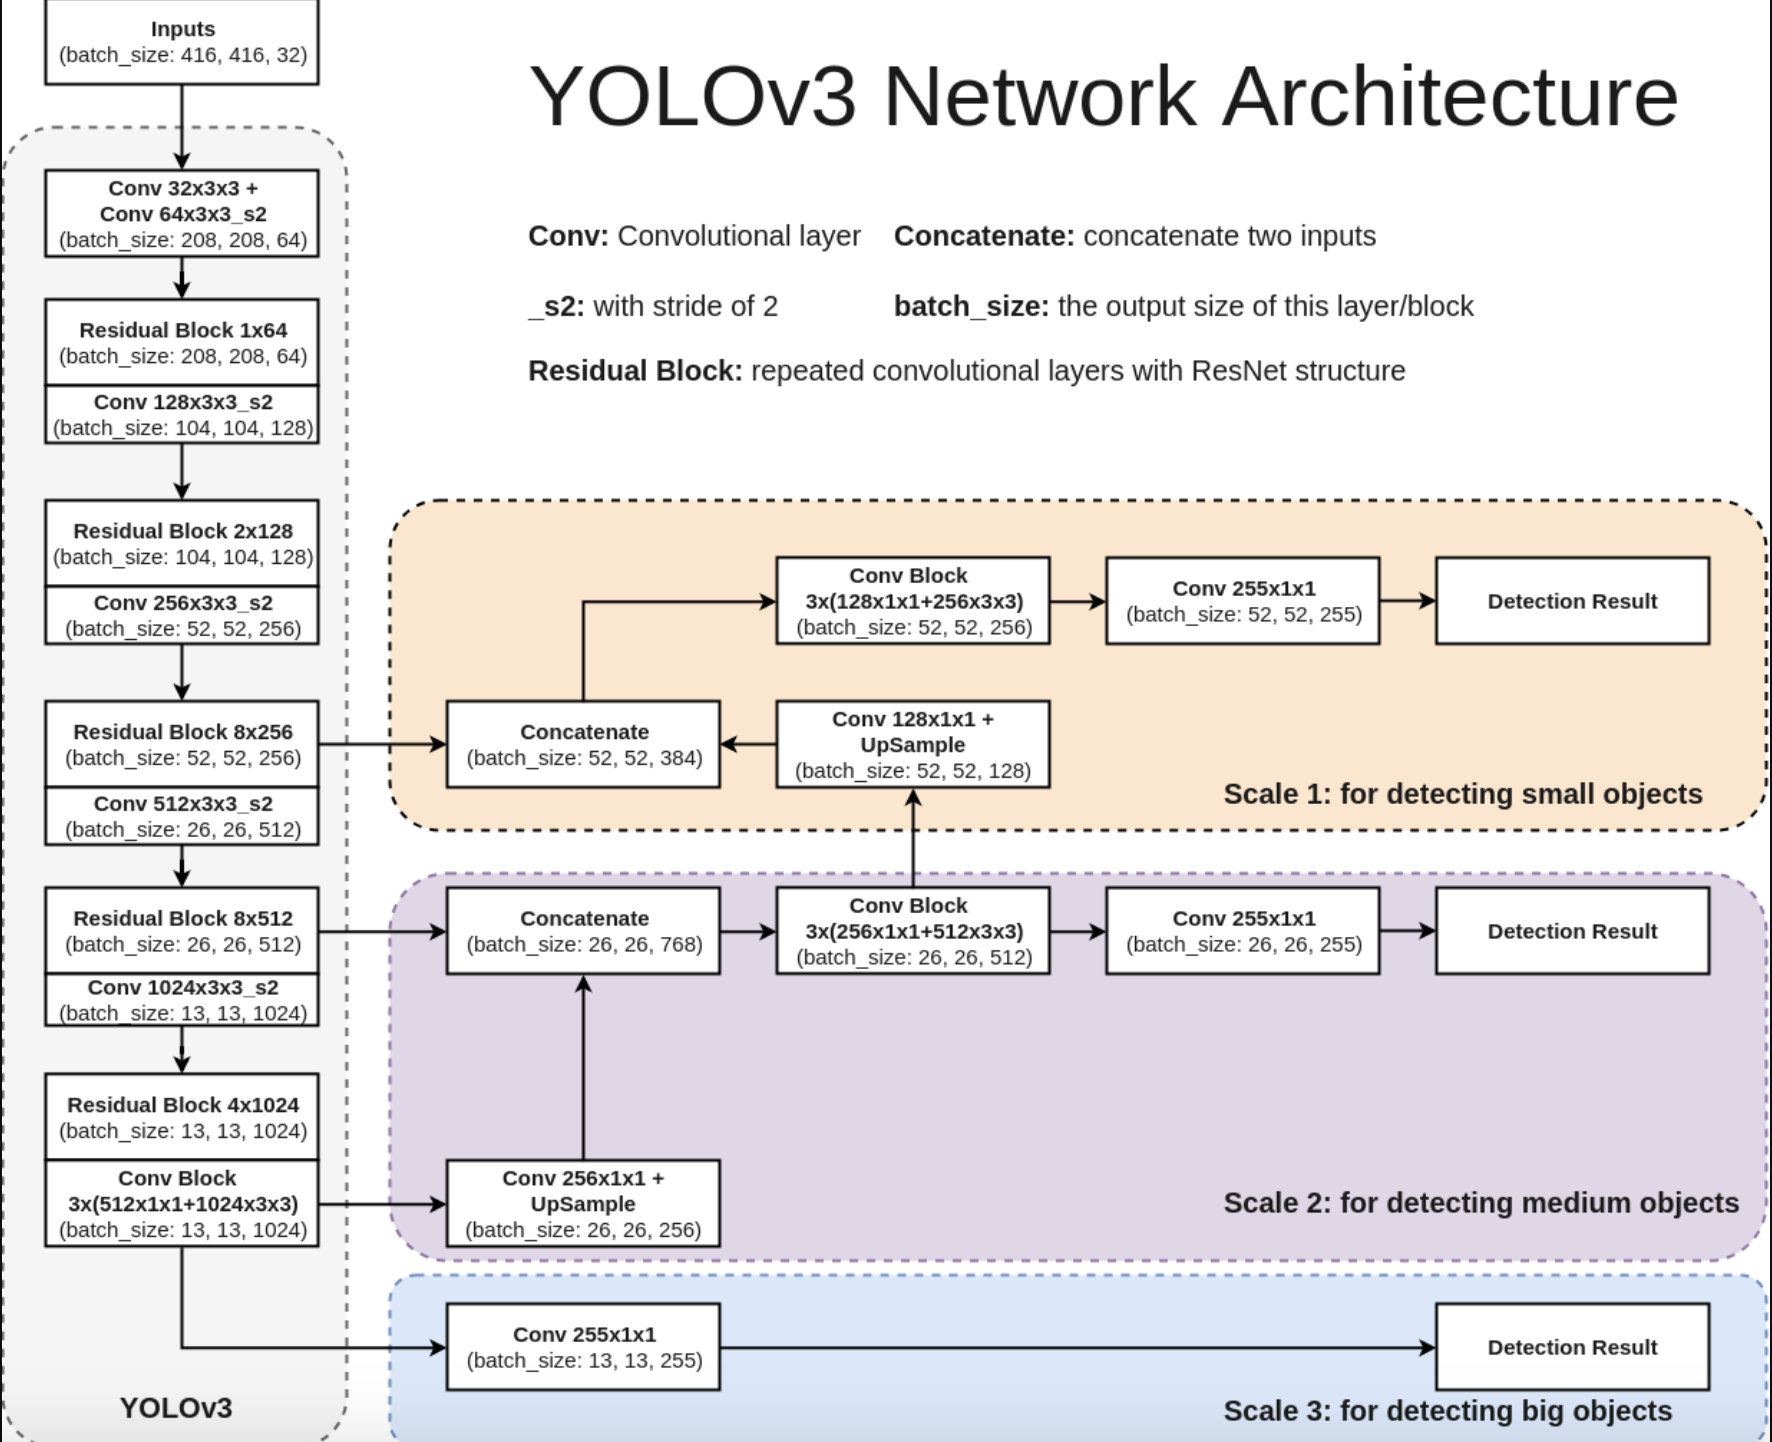 Inputs
(batch_size: 416, 416, 32)
YOLOv3 Network Architecture
Conv 32x3x3 +
Conv 64x3x3_s2
(batch_size: 208, 208, 64)
Conv: Convolutional layer
Concatenate: concatenate two inputs
_s2: with stride of 2
batch_size: the output size of this layer/block
Residual Block: repeated convolutional layers with ResNet structure
Residual Block 1x64
(batch_size: 208, 208, 64)
Conv 128x3x3_s2
(batch_size: 104, 104, 128)
Residual Block 2x128
(batch_size: 104, 104, 128)
Conv 256x3x3_s2
(batch_size: 52, 52, 256)
Residual Block 8x256
(batch_size: 52, 52, 256)
Conv 512x3x3_s2
(batch_size: 26, 26, 512)
Residual Block 8x512
(batch_size: 26, 26, 512)
Conv 1024x3x3_s2
(batch_size: 13, 13, 1024)
Residual Block 4x1024
(batch_size: 13, 13, 1024)
Conv Block
3x(512x1x1+1024x3x3)
(batch_size: 13, 13, 1024)
YOLOv3
Conv Block
3x(128x1x1+256x3x3)
(batch_size: 52, 52, 256)
Conv 255x1x1
(batch_size: 52, 52, 255)
Detection Result
Concatenate
(batch_size: 52, 52, 384)
Conv 128x1x1 +
UpSample
(batch_size: 52, 52, 128)
Scale 1: for detecting small objects
Concatenate
(batch_size: 26, 26, 768)
Conv Block
3x(256x1x1+512x3x3)
(batch_size: 26, 26, 512)
Conv 255x1x1
(batch_size: 26, 26, 255)
Detection Result
Conv 256x1x1 +
UpSample
(batch_size: 26, 26, 256)
Scale 2: for detecting medium objects
Conv 255x1x1
(batch_size: 13, 13, 255)
Detection Result
Scale 3: for detecting big objects